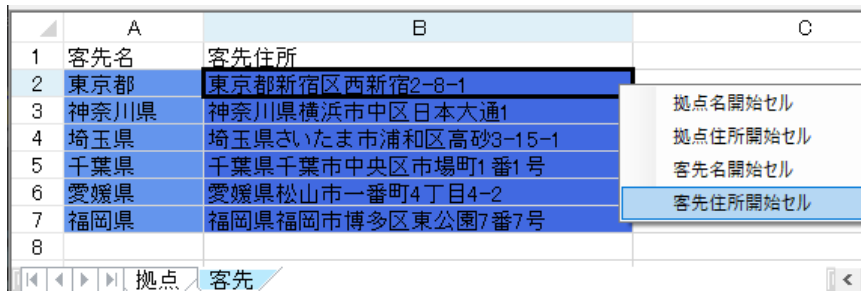 A B C
1 客先名 客先住所
2 東京都 東京都新宿区西新宿2-8-1
3 神奈川県 神奈川県横浜市中区日本大通1
4 埼玉県 埼玉県さいたま市浦和区高砂3-15-1
5 千葉県 千葉県千葉市中央区市場町1番1号
6 愛媛県 愛媛県松山市一番町4丁目4-2
7 福岡県 福岡県福岡市博多区東公園7番7号
8
拠点名開始セル
拠点住所開始セル
客先名開始セル
客先住所開始セル
拠点 客先